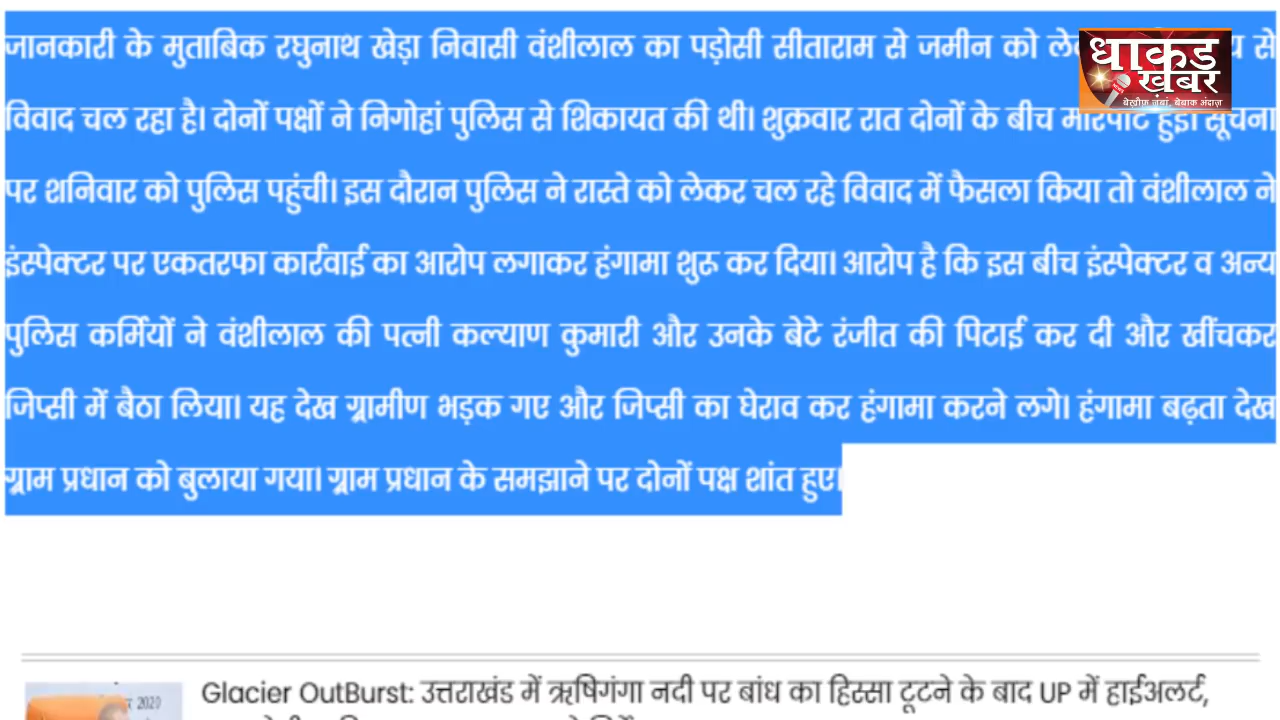 जानकारी के मुताबिक रघुनाथ खेड़ा निवासी वंशीलाल का पड़ोसी सीताराम से जमीन को से
विवाद चल रहा है। दोनों पक्षों ने निगोहां पुलिस से शिकायत की थी। शुक्रवार रात दोनों के बीच मारपीट हुई। सूचना
पर शनिवार को पुलिस पहुंची। इस दौरान पुलिस ने रास्ते को लेकर चल रहे विवाद में फैसला किया तो वंशीलाल ने
इंस्पेक्टर पर एकतरफा कार्रवाई का आरोप लगाकर हंगामा शुरू कर दिया। आरोप है कि इस बीच इंस्पेक्टर व अन्य
पुलिस कर्मियों ने वंशीलाल की पत्नी कल्याण कुमारी और उनके बेटे रंजीत की पिटाई कर दी और खींचकर
जिप्सी में बैठा लिया। यह देख ग्रामीण भड़क गए और जिप्सी का घेराव कर हंगामा करने लगे। हंगामा बढ़ता देख
ग्राम प्रधान को बुलाया गया। ग्राम प्रधान के समझाने पर दोनों पक्ष शांत हुए।
धाकड़
खबर
बेखौफ जुबां, बेबाक अंदाज
2020
Glacier OutBurst: उत्तराखंड में ऋषिगंगा नदी पर बांध का हिस्सा टूटने के बाद UP में हाईअलर्ट,